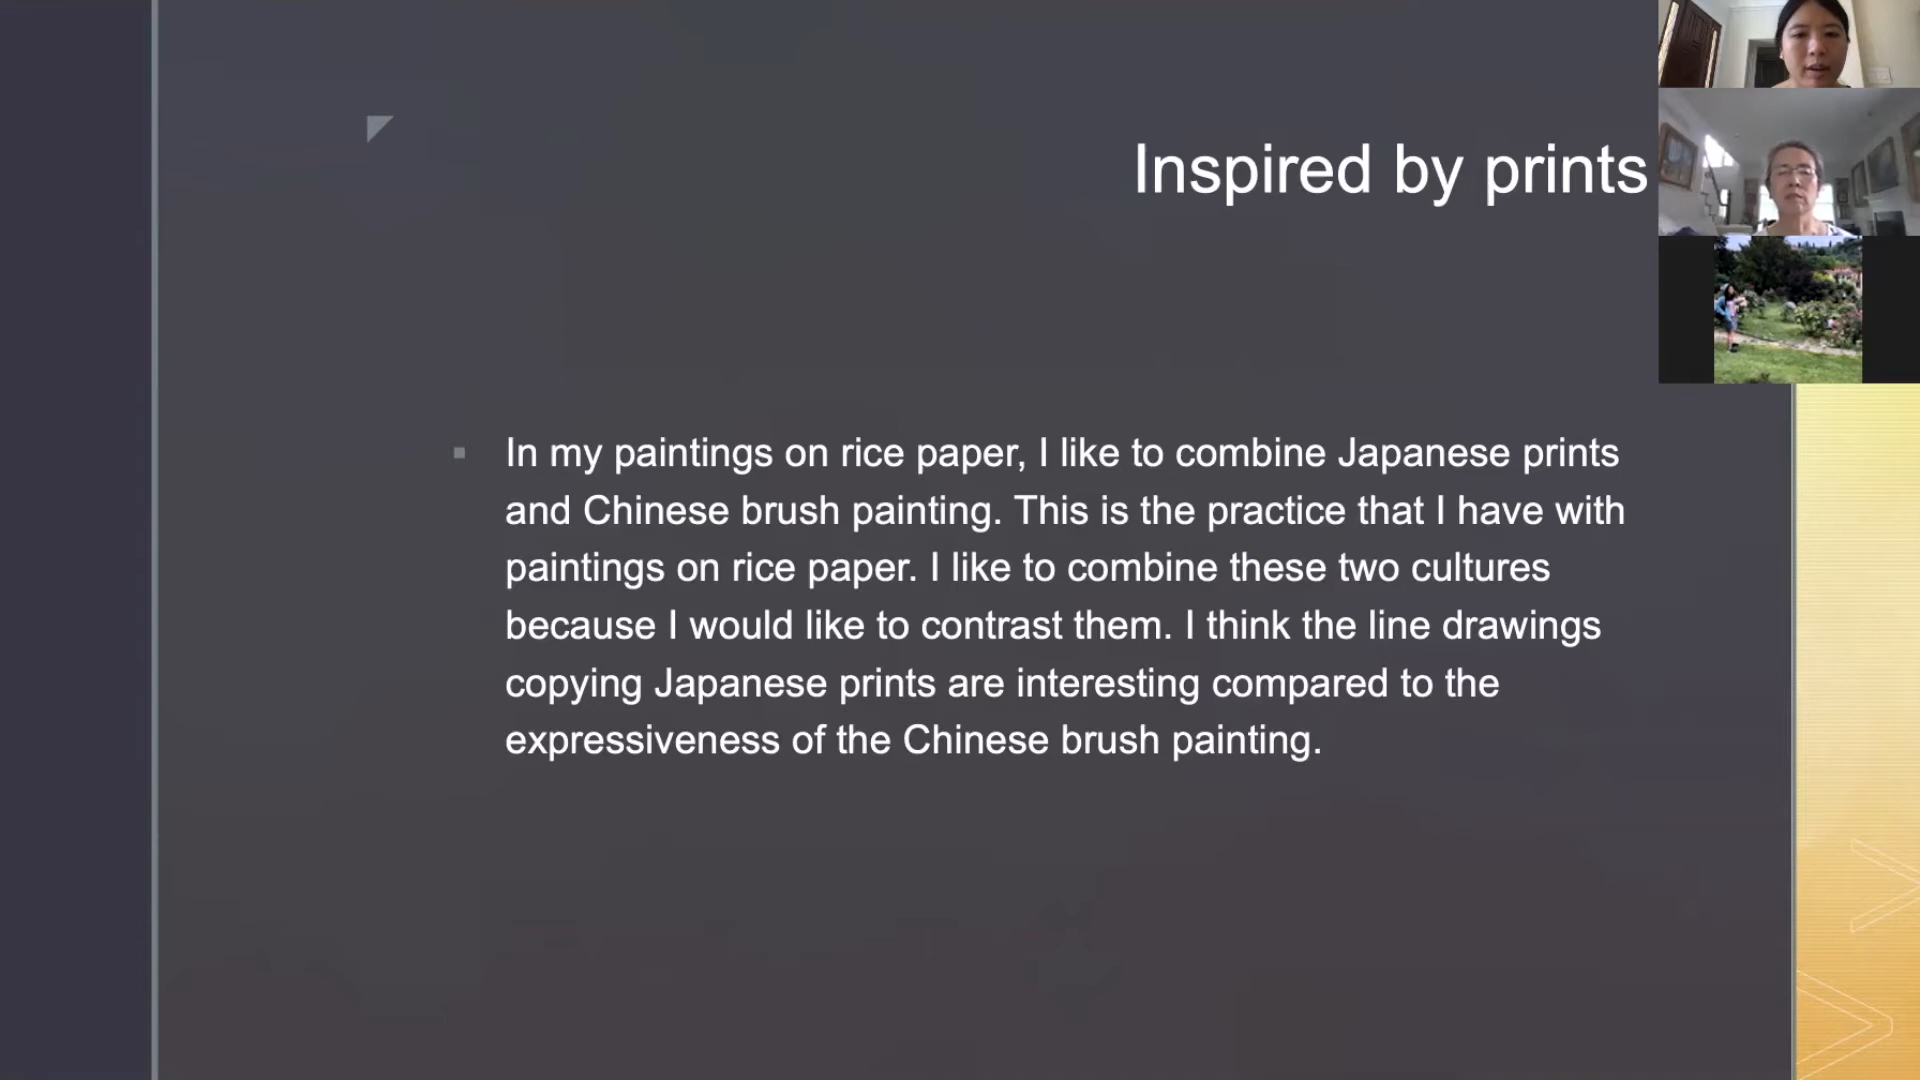 Inspired by prints
In my paintings on rice paper, I like to combine Japanese prints
and Chinese brush painting. This is the practice that I have with
paintings on rice paper. I like to combine these two cultures
because I would like to contrast them. I think the line drawings
copying Japanese prints are interesting compared to the
expressiveness of the Chinese brush painting.